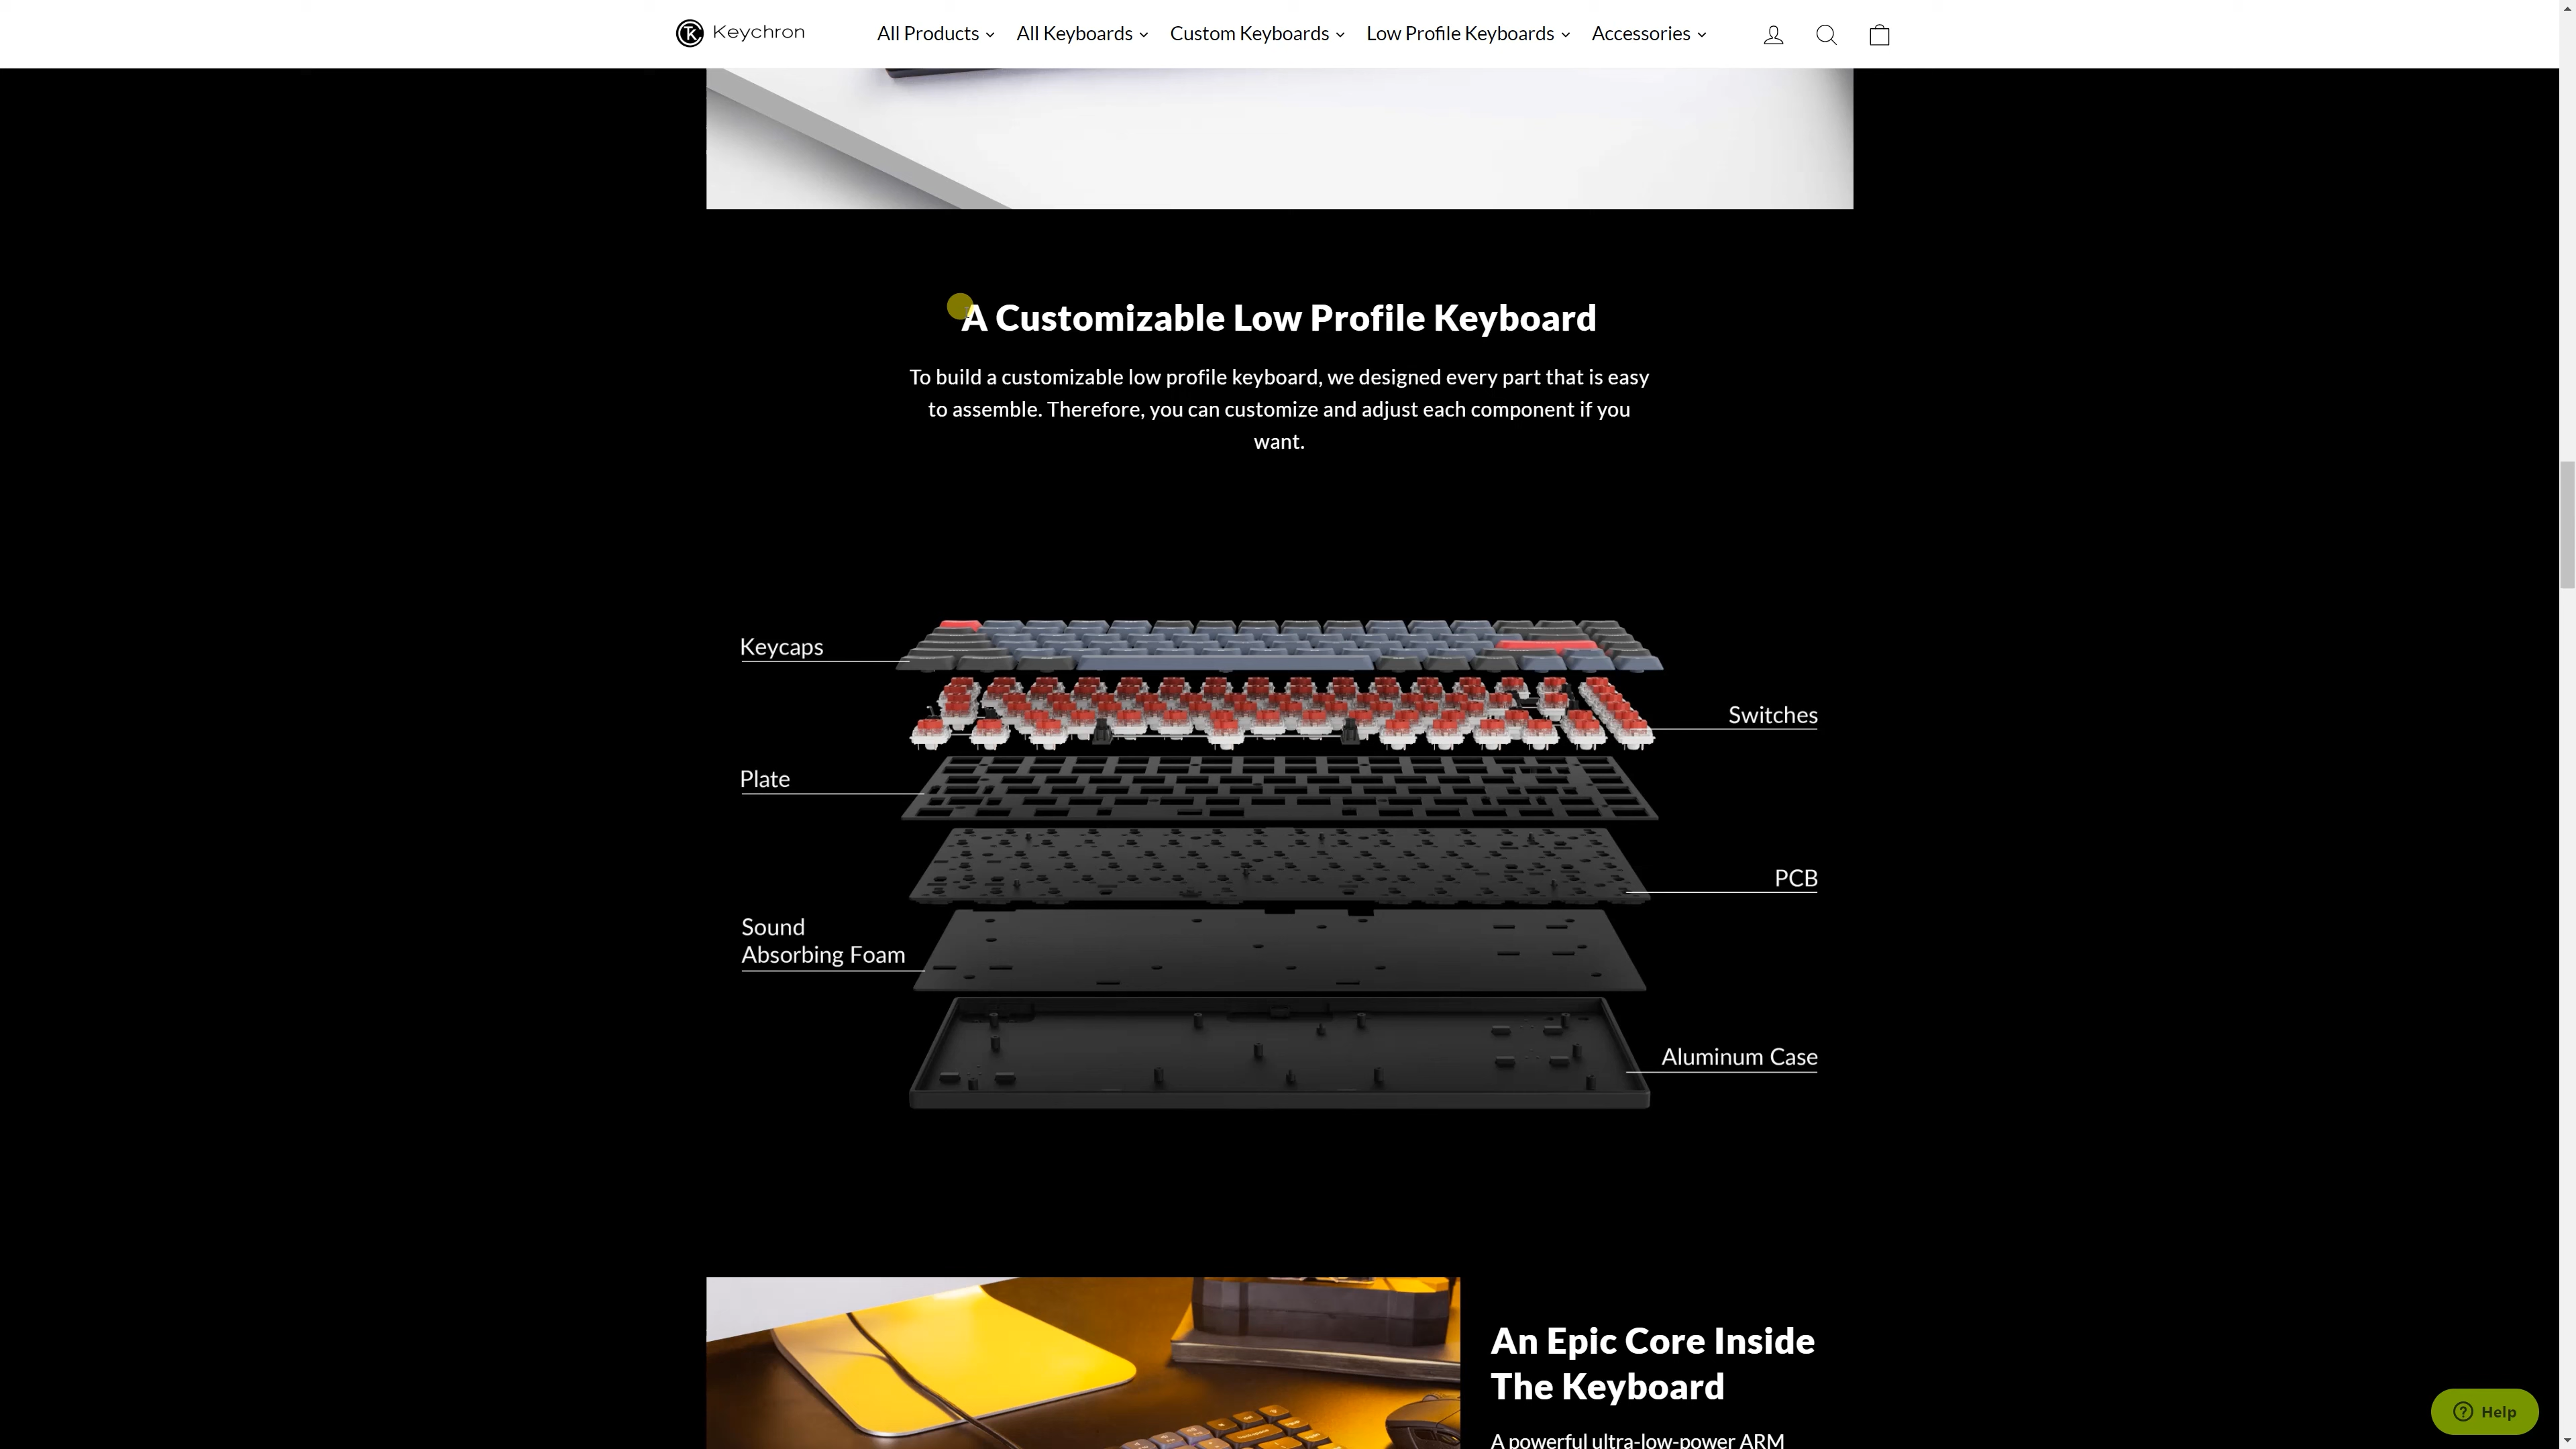 Keychron
All Products
All Keyboards
Custom Keyboards
Low Profile Keyboards
Accessories
A Customizable Low Profile Keyboard
To build a customizable low profile keyboard, we designed every part that is easy
to assemble. Therefore, you can customize and adjust each component if you
want.
Keycaps
Switches
Plate
PCB
Sound
Absorbing Foam
Aluminum Case
An Epic Core Inside
The Keyboard
A powerful ultra-low-power ARM
Help